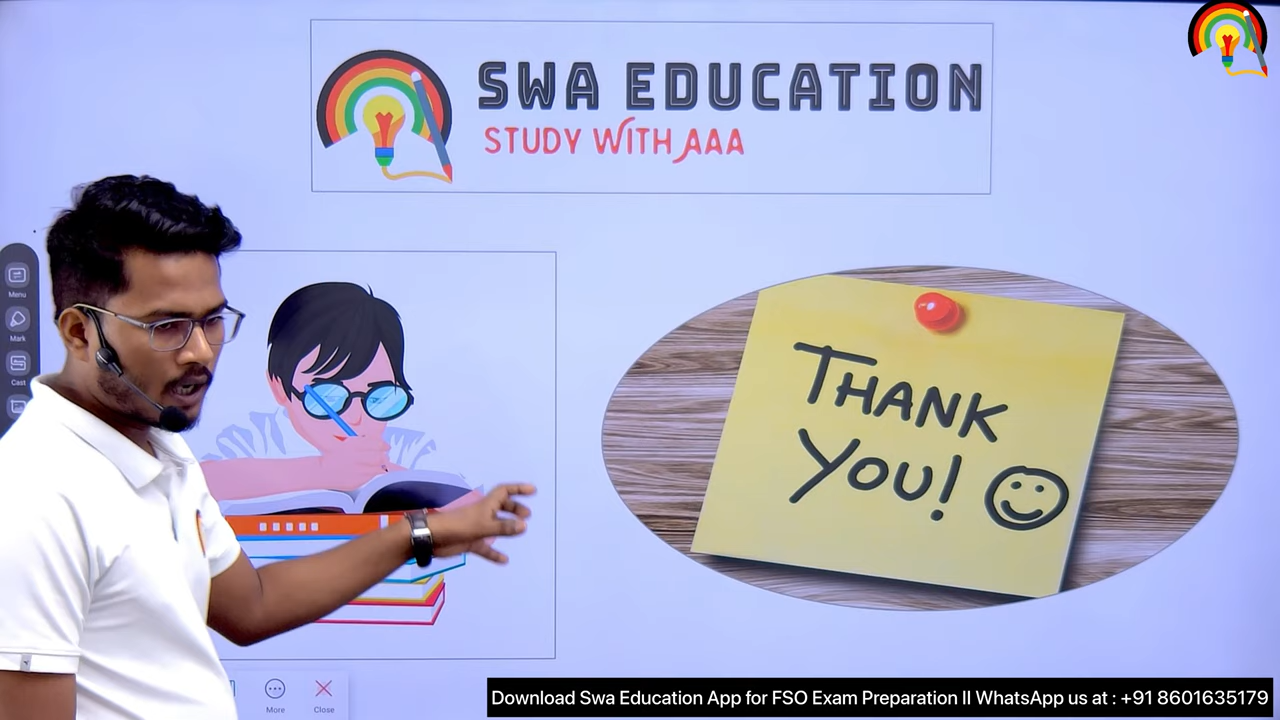 SWA EDUCATION
STUDY WITH AAA
Menu
Mark
Cast
THANK
YOU!
More
Close
Download Swa Education App for FSO Exam Preparation II WhatsApp us at : +91 8601635179